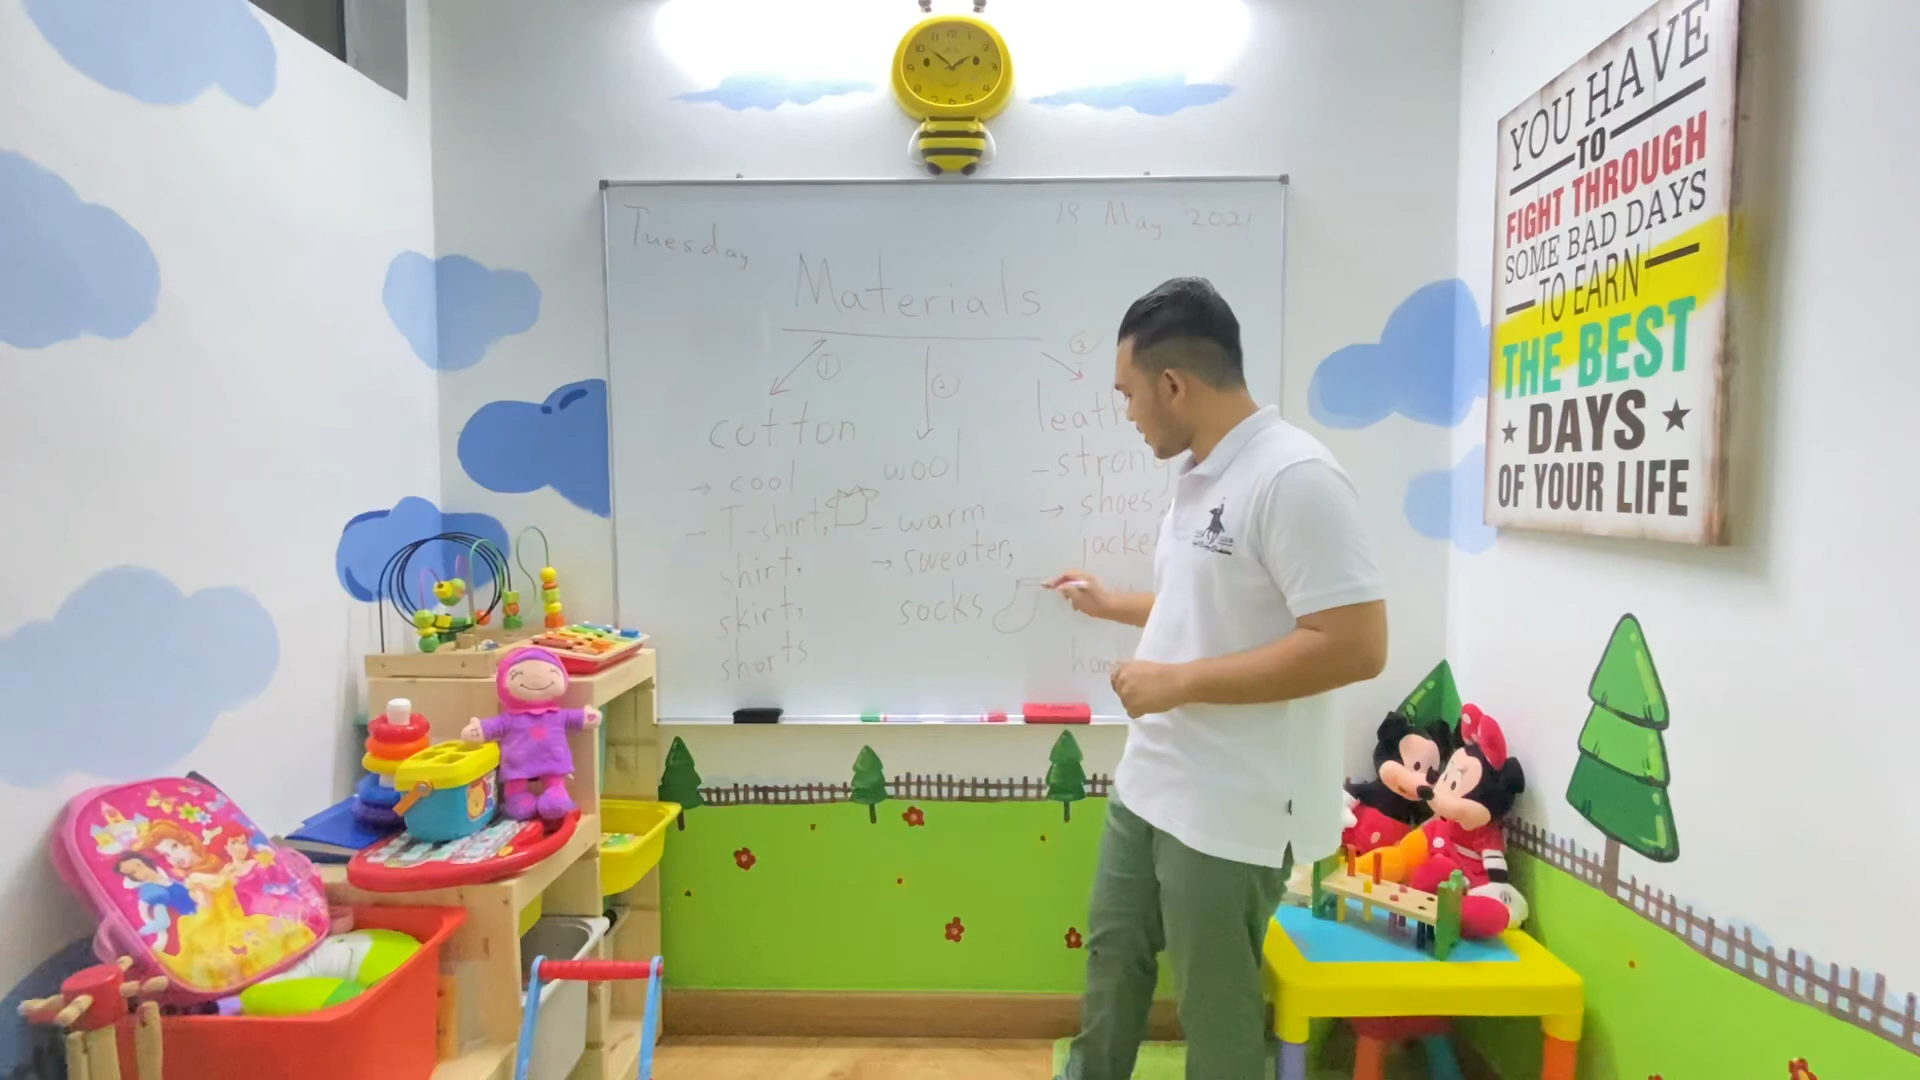 Tuesday
18 May 2021
Materials
①
②
③
cotton
→ cool
- T-shirt,
shirt,
skirt,
shorts
wool
- warm
→ sweater,
socks
leath
- strong
→ shoes,
jacke
YOU HAVE
TO
FIGHT THROUGH
SOME BAD DAYS
TO EARN
THE BEST
DAYS
OF YOUR LIFE